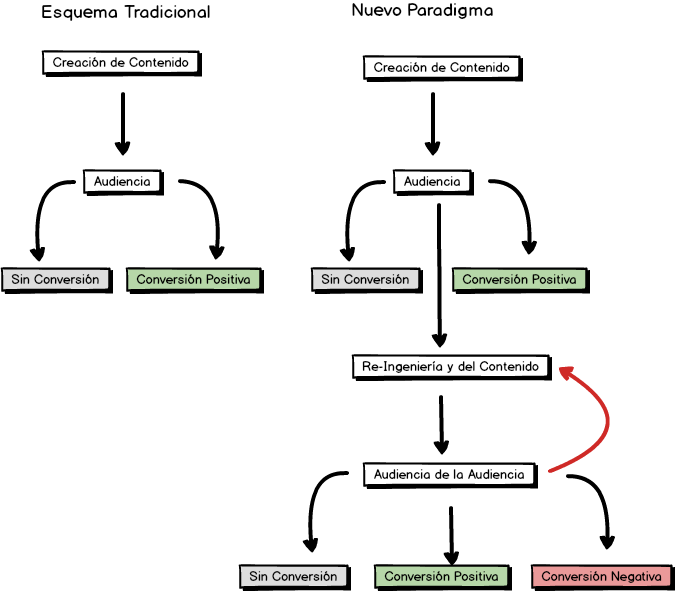 Esquema Tradicional
Nuevo Paradigma
Creación de Contenido
Creación de Contenido
Audiencia
Audiencia
Sin Conversión
Conversión Positiva
Sin Conversión
Conversión Positiva
Re-Ingeniería y del Contenido
Audiencia de la Audiencia
Sin Conversión
Conversión Positiva
Conversión Negativa